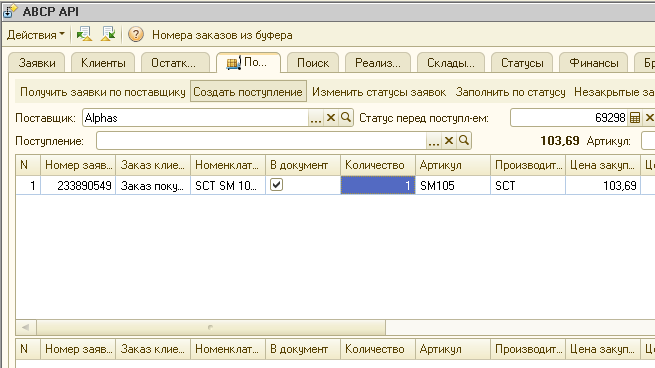 ABCP API
Действия Номера заказов из буфера
Заявки Клиенты Остатк... По... Поиск Реализ... Склады... Статусы Финансы Бр
Получить заявки по поставщику Создать поступление Изменить статусы заявок Заполнить по статусу Незакрытые за
Поставщик: Alphas ... Статус перед поступл-ем: 69298
Поступление: ... 103,69 Артикул:
N Номер заяв... Заказ клие... Номенклат... В документ Количество Артикул Производит... Цена закуп... Це
1 233890549 Заказ поку... SCT SM 10... 1 SM105 SCT 103,69
N Номер заяв... Заказ клие... Номенклат... В документ Количество Артикул Производит... Цена закуп... Це